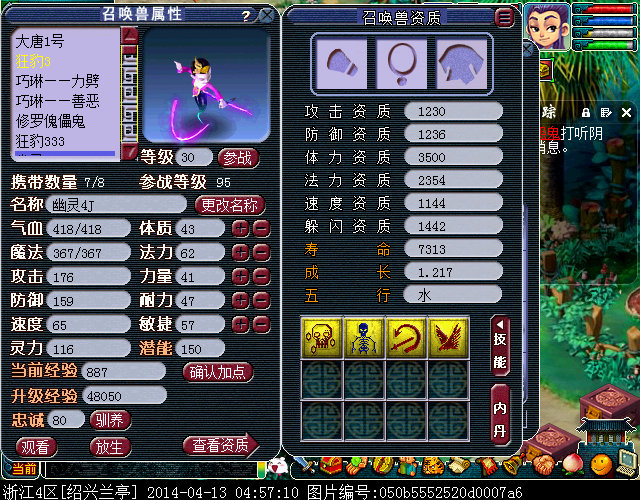 召唤兽属性 ?
大唐1号
狂豹3
巧琳一一力劈
巧琳一一善恶
修罗傀儡鬼
狂豹333
等级 30 参战
携带数量 7/8 参战等级 95
名称 幽灵4J 更改名称
气血 418/418 体质 43
魔法 367/367 法力 62
攻击 176 力量 41
防御 159 耐力 47
速度 65 敏捷 57
灵力 116 潜能 150
当前经验 887 确认加点
升级经验 48050
忠诚 80 驯养
观看 放生 查看资质
当前
召唤兽资质
攻击资质 1230
防御资质 1236
体力资质 3500
法力资质 2354
速度资质 1144
躲闪资质 1442
寿命 7313
成长 1.217
五行 水
技能
内丹
踪
鬼打听阴
消息。
浙江4区[绍兴兰亭] 2014-04-13 04:57:10 图片编号:050b5552520d0007a6